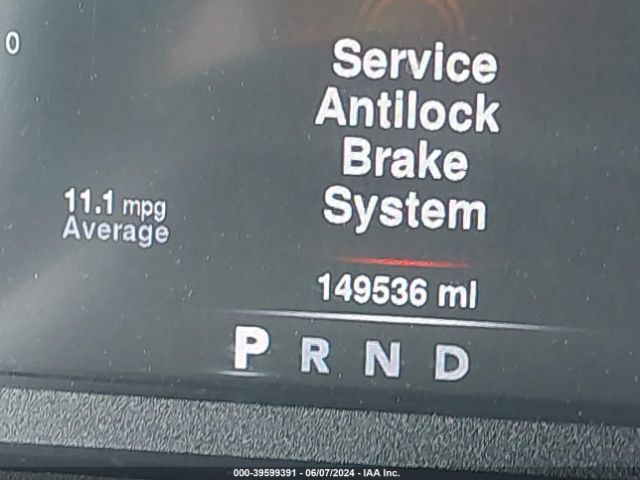 0
Service
Antilock
Brake
System
11.1 mpg
Average
149536 mi
P R N D
000-39599391 - 06/07/2024 - IAA Inc.